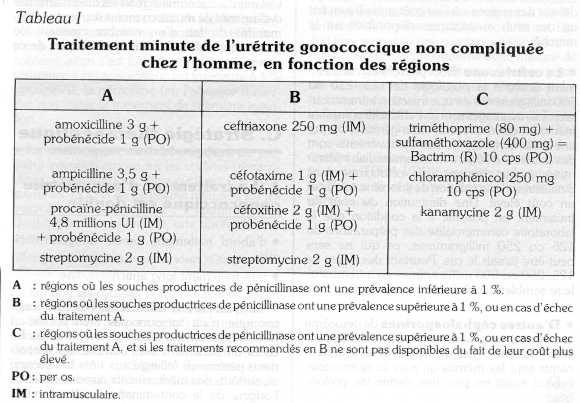 Tableau I
Traitement minute de l'urétrite gonococcique non compliquée
chez l'homme, en fonction des régions
A
B
C
amoxicilline 3 g +
probénécide 1 g (PO)
ceftriaxone 250 mg (IM)
triméthoprime (80 mg) +
sulfaméthoxazole (400 mg) =
Bactrim (R) 10 cps (PO)
ampicilline 3,5 g +
probénécide 1 g (PO)
céfotaxime 1 g (IM) +
probénécide 1 g (PO)
chloramphénicol 250 mg
10 cps (PO)
procaïne-pénicilline
4,8 millions UI (IM)
+ probénécide 1 g (PO)
céfoxitine 2 g (IM) +
probénécide 1 g (PO)
kanamycine 2 g (IM)
streptomycine 2 g (IM)
streptomycine 2 g (IM)
A : régions où les souches productrices de pénicillinase ont une prévalence inférieure à 1 %.
B : régions où les souches productrices de pénicillinase ont une prévalence supérieure à 1 %, ou en cas d'échec
du traitement A.
C : régions où les souches productrices de pénicillinase ont une prévalence supérieure à 1 %, ou en cas d'échec
du traitement A, et si les traitements recommandés en B ne sont pas disponibles du fait de leur coût plus
élevé.
PO : per os.
IM : intramusculaire.